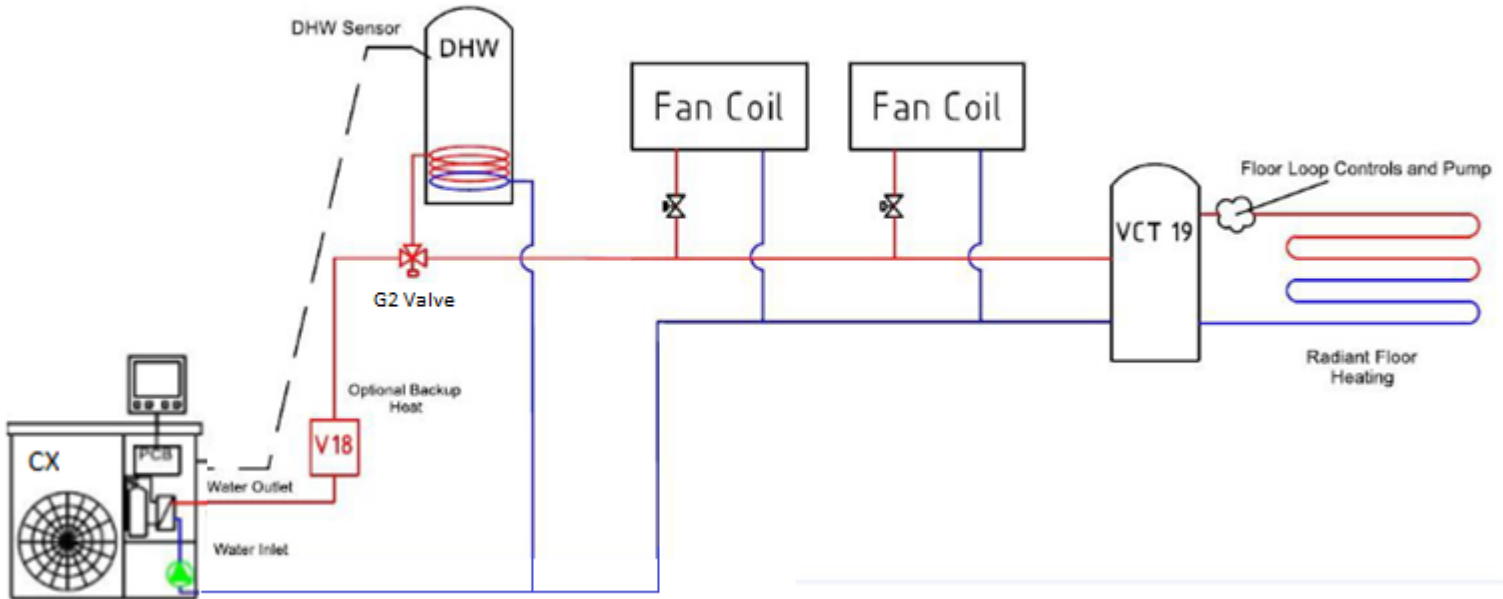 DHW Sensor
DHW
Fan Coil
Fan Coil
Floor Loop Controls and Pump
VCT 19
G2 Valve
Radiant Floor
Heating
Optional Backup
Heat
V18
PCB
CX
Water Outlet
Water Inlet